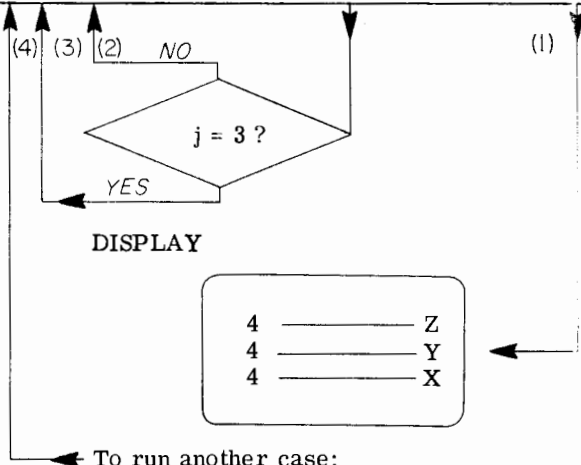 (4) (3) (2) NO (1)
j = 3 ?
YES
DISPLAY
4 Z
4 Y
4 X
To run another case: